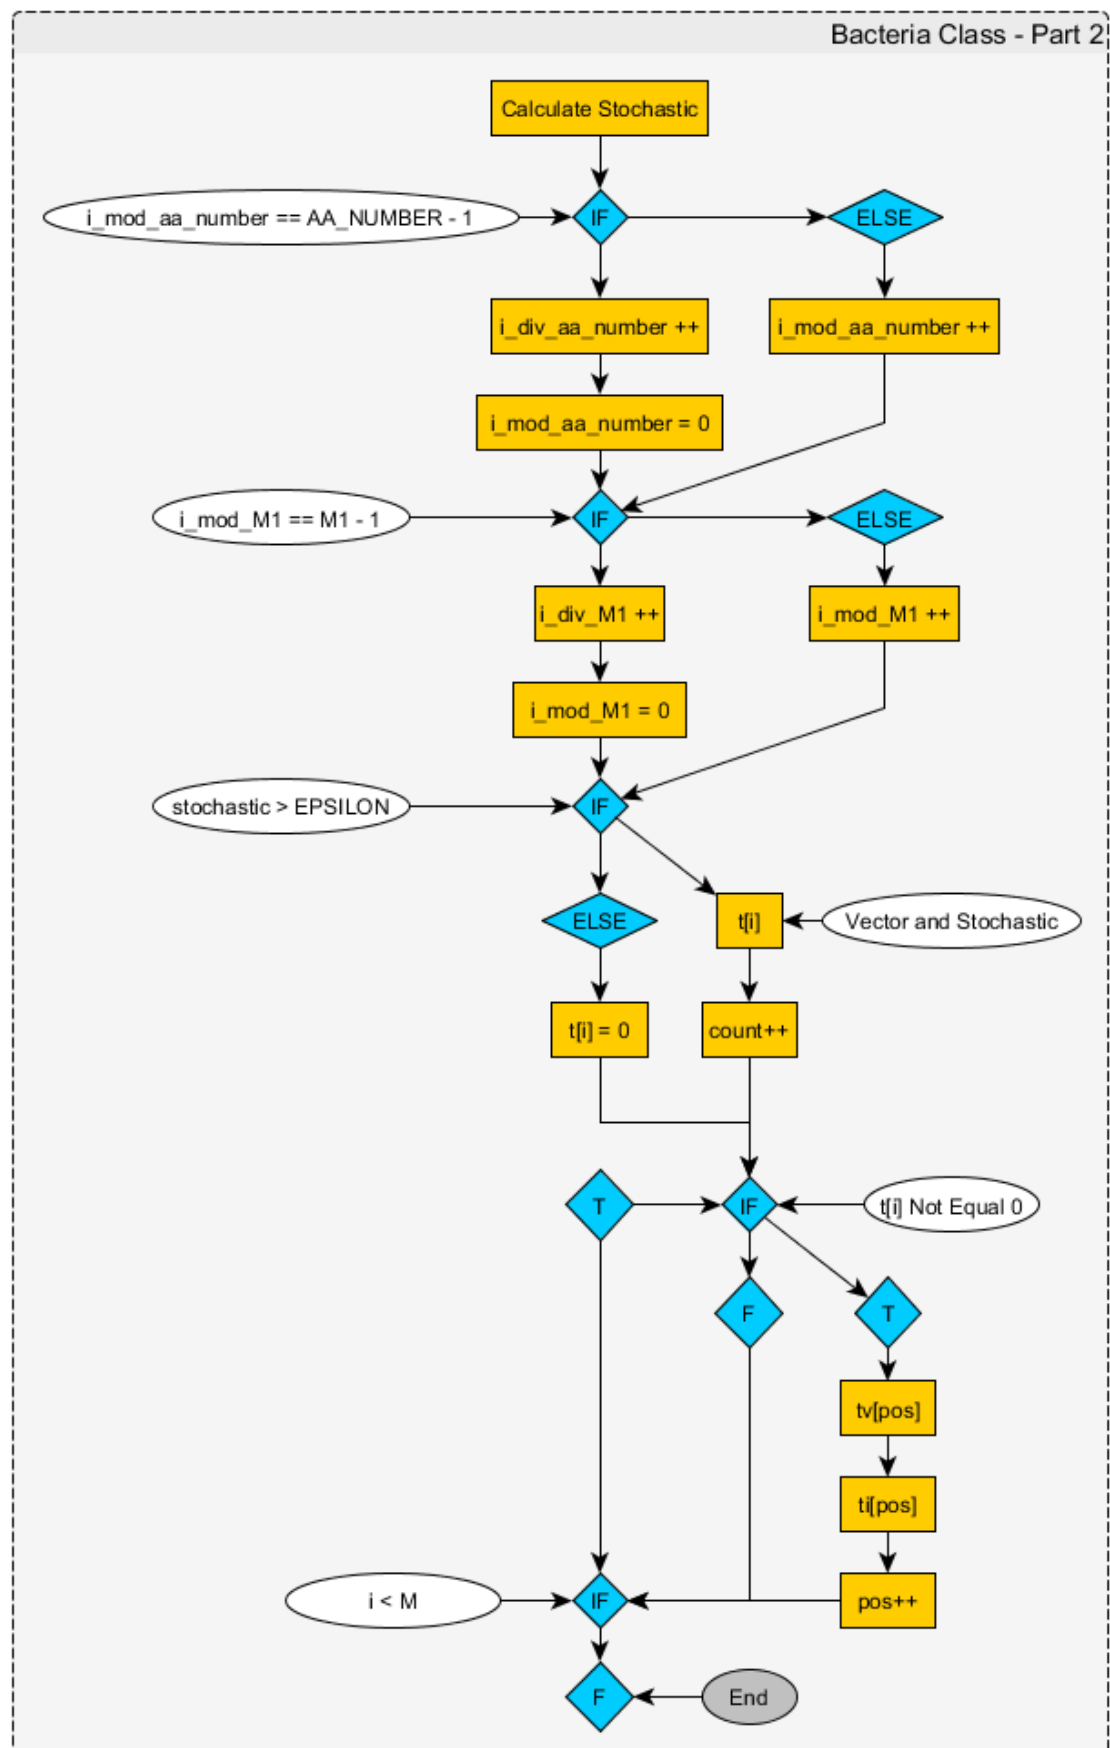 Bacteria Class - Part 2
Calculate Stochastic
i_mod_aa_number == AA_NUMBER - 1
IF
ELSE
i_div_aa_number ++
i_mod_aa_number ++
i_mod_aa_number = 0
i_mod_M1 == M1 - 1
IF
ELSE
i_div_M1 ++
i_mod_M1 ++
i_mod_M1 = 0
stochastic > EPSILON
IF
ELSE
t[i]
Vector and Stochastic
t[i] = 0
count++
T
IF
t[i] Not Equal 0
F
T
tv[pos]
ti[pos]
i < M
IF
pos++
F
End